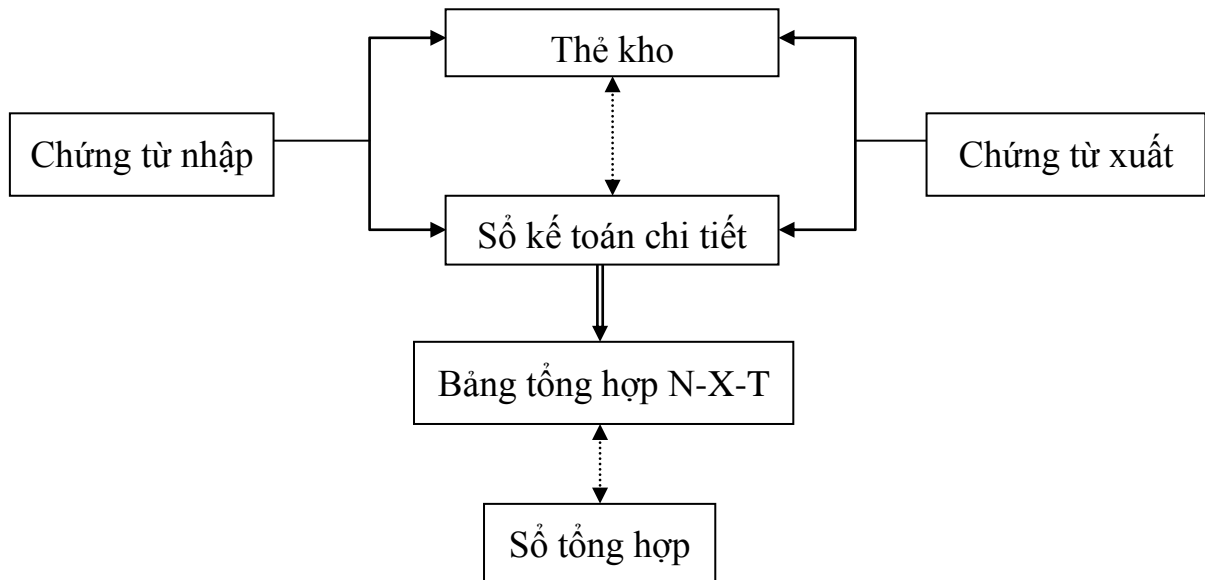 Thẻ kho
Chứng từ nhập
Chứng từ xuất
Sổ kế toán chi tiết
Bảng tổng hợp N-X-T
Sổ tổng hợp